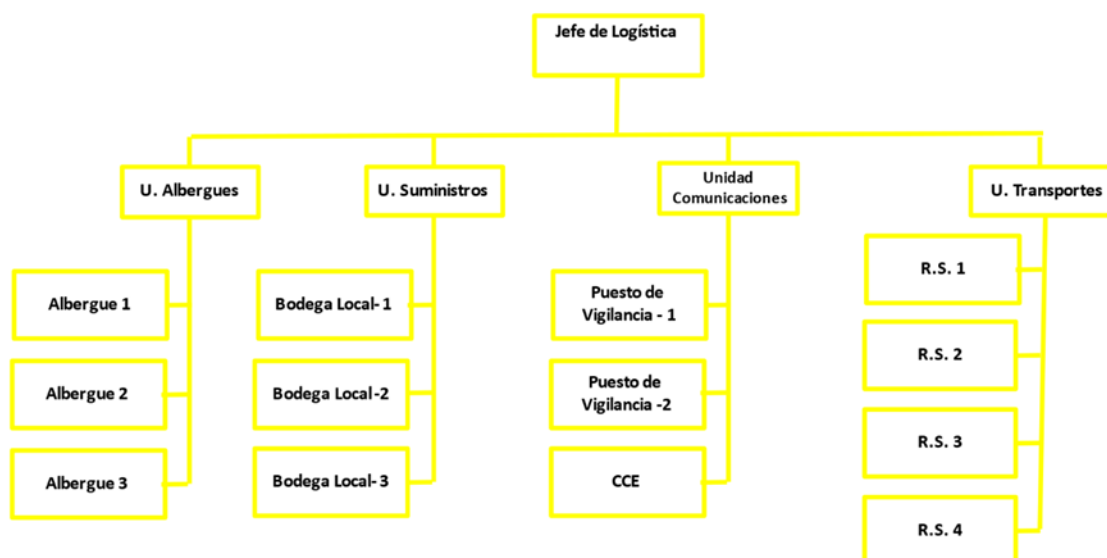 Jefe de Logística
U. Albergues
U. Suministros
Unidad
Comunicaciones
U. Transportes
Albergue 1
Albergue 2
Albergue 3
Bodega Local- 1
Bodega Local -2
Bodega Local- 3
Puesto de
Vigilancia - 1
Puesto de
Vigilancia -2
CCE
R.S. 1
R.S. 2
R.S. 3
R.S. 4